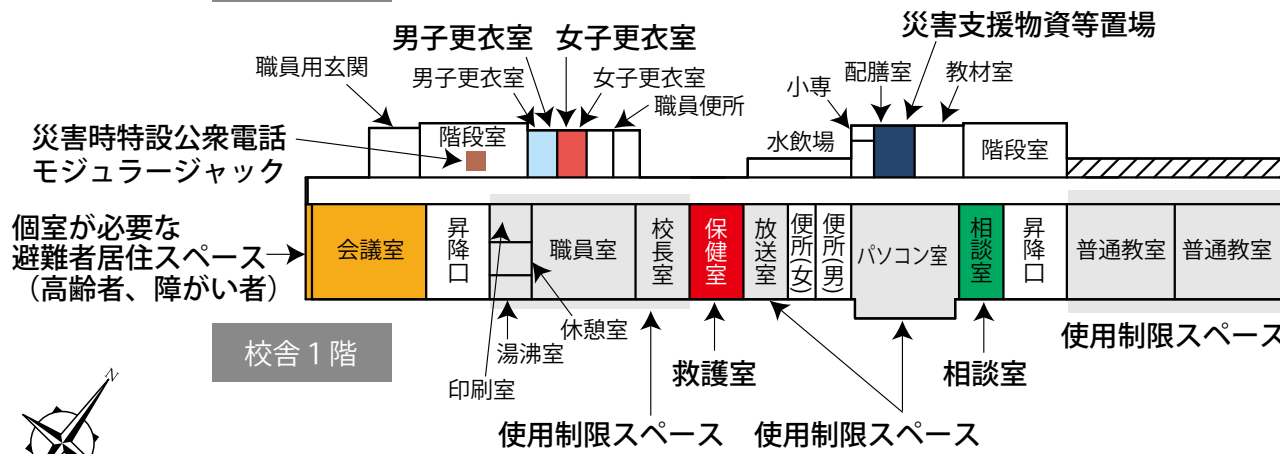 男子更衣室
女子更衣室
災害支援物資等置場
職員用玄関
男子更衣室
女子更衣室
職員便所
小専
配膳室
教材室
災害時特設公衆電話
モジュラージャック
階段室
水飲場
階段室
個室が必要な
避難者居住スペース
（高齢者、障がい者）
会議室
昇降口
職員室
校長室
保健室
放送室
便所(女)
便所(男)
パソコン室
相談室
昇降口
普通教室
普通教室
休憩室
湯沸室
印刷室
使用制限スペース
救護室
使用制限スペース
相談室
使用制限スペース
校舎１階
N